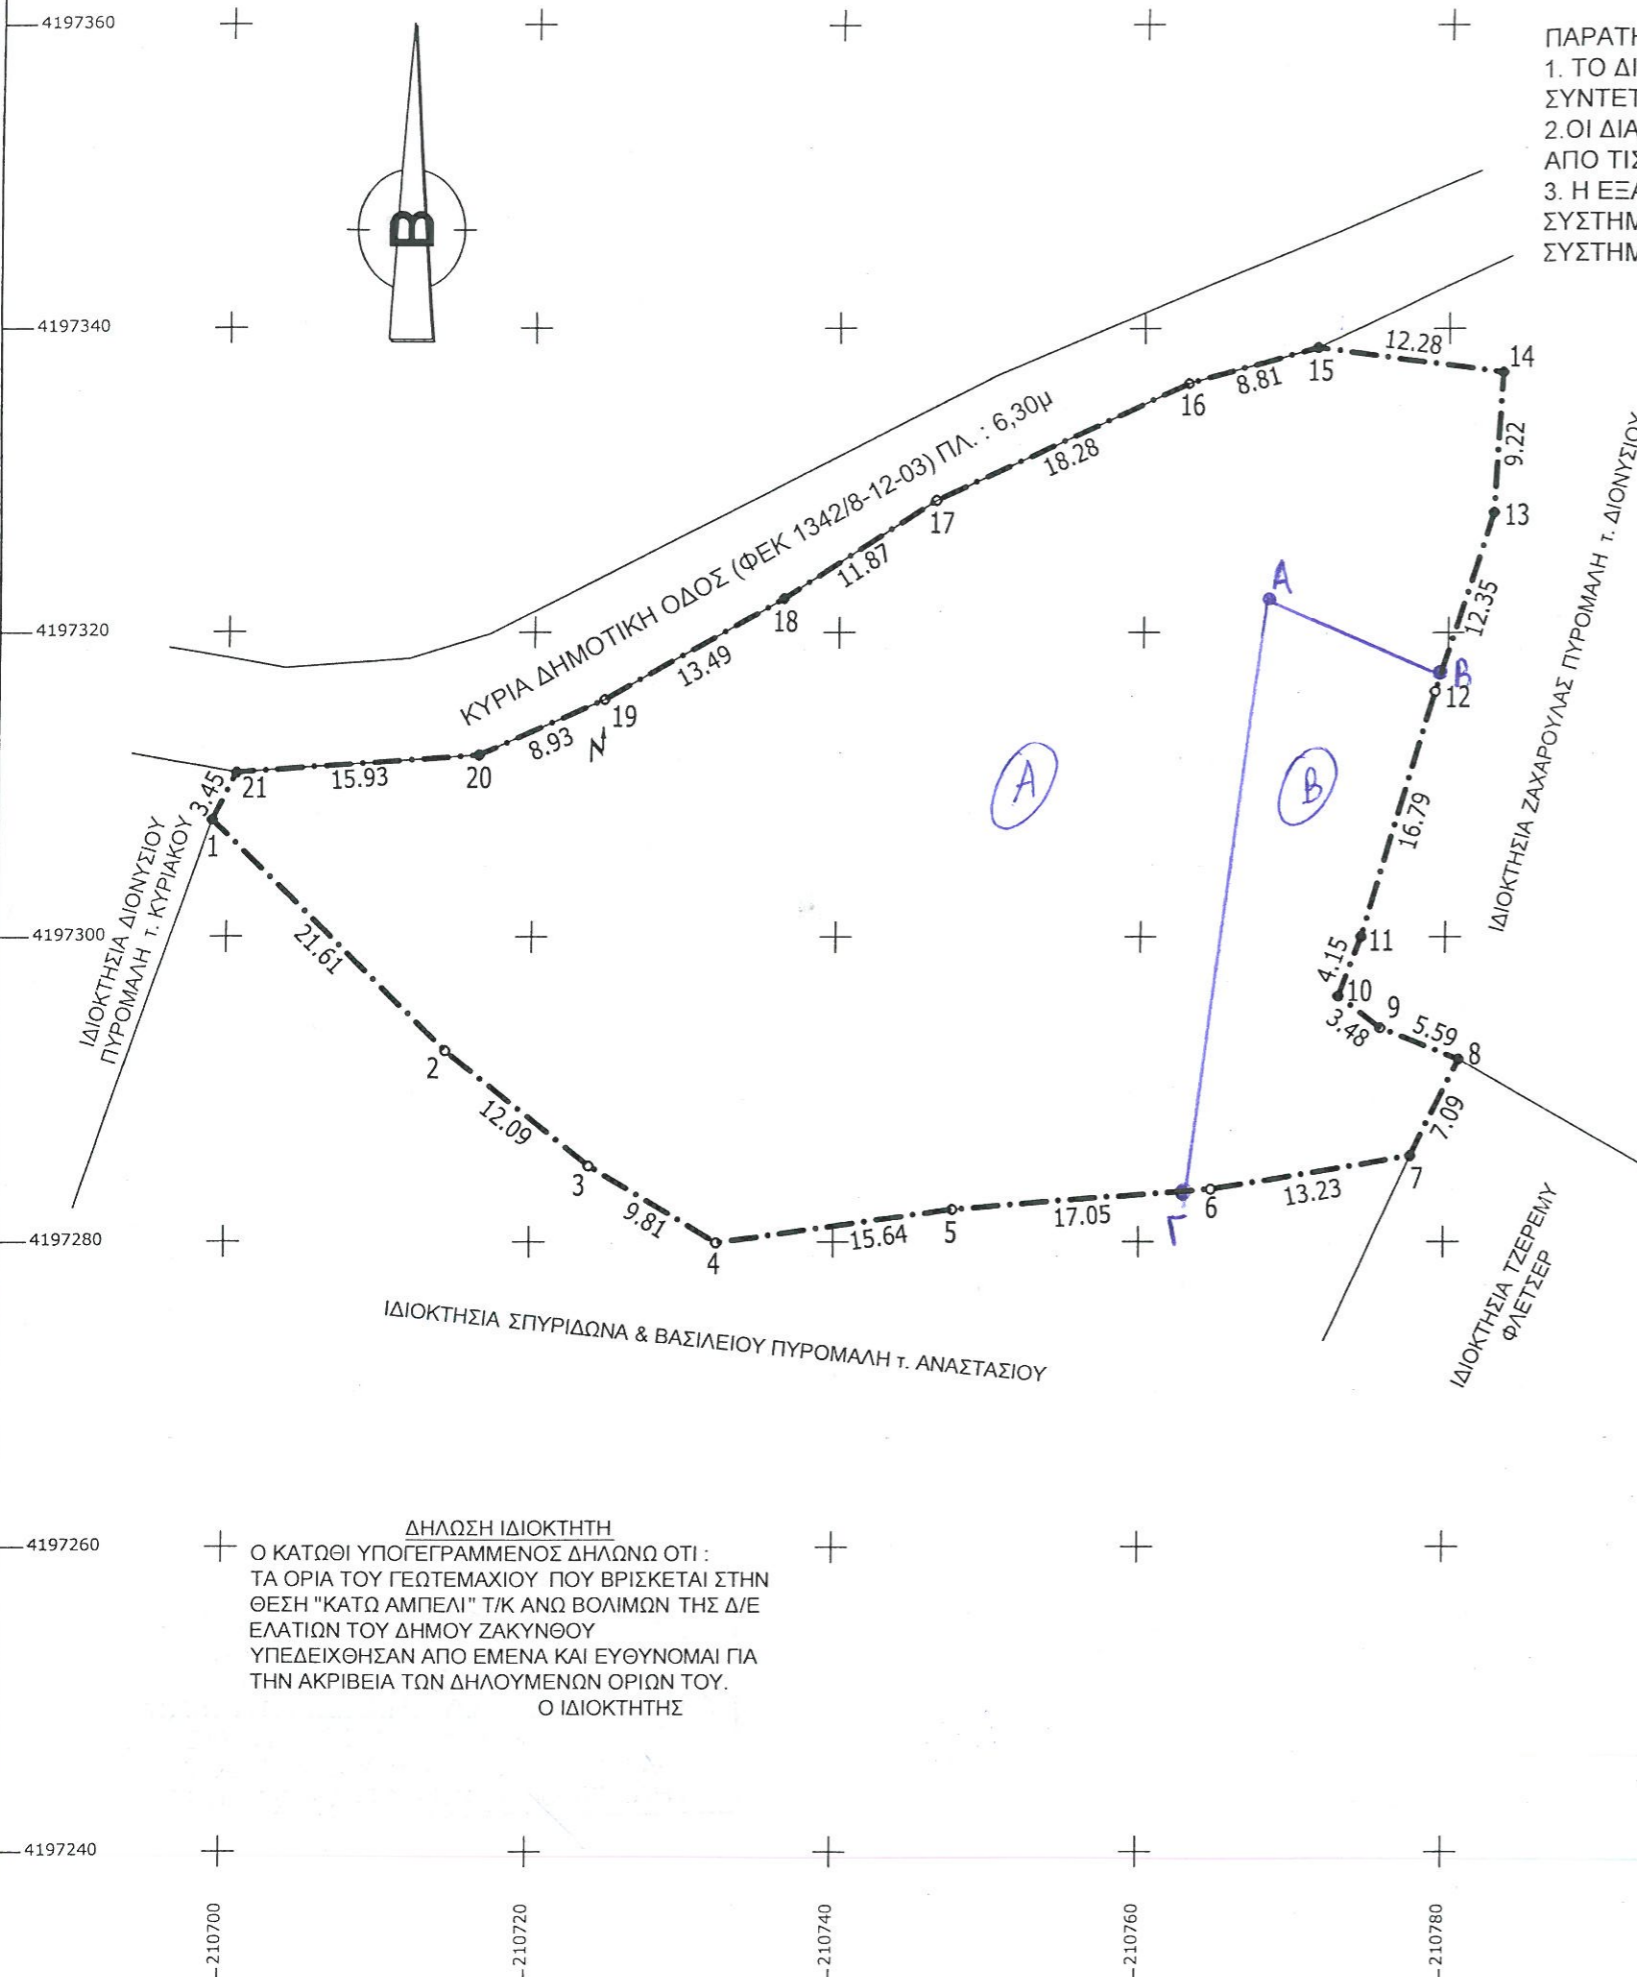 4197360
ΠΑΡΑΤΗ
1. ΤΟ ΔΙ
ΣΥΝΤΕΤ
2.ΟΙ ΔΙΑ
ΑΠΟ ΤΙΣ
3. Η ΕΞΑ
ΣΥΣΤΗΜ
ΣΥΣΤΗΜ
Β
4197340
12.28
14
15
8.81
16
9.22
ΚΥΡΙΑ ΔΗΜΟΤΙΚΗ ΟΔΟΣ (ΦΕΚ 1342/8-12-03) ΠΛ. : 6,30μ
18.28
17
13
11.87
Α
12.35
18
4197320
13.49
Β
12
19
8.93
Ν
ΙΔΙΟΚΤΗΣΙΑ ΖΑΧΑΡΟΥΛΑΣ ΠΥΡΟΜΑΛΗ τ. ΔΙΟΝΥΣΙΟΥ
20
15.93
21
3.45
Α
Β
16.79
1
ΙΔΙΟΚΤΗΣΙΑ ΔΙΟΝΥΣΙΟΥ
ΠΥΡΟΜΑΛΗ τ. ΚΥΡΙΑΚΟΥ
4197300
21.61
11
4.15
10
9
3.48
5.59
8
2
12.09
7.09
3
7
13.23
6
9.81
17.05
Γ
15.64
5
4197280
4
ΙΔΙΟΚΤΗΣΙΑ ΤΖΕΡΕΜΥ
ΦΛΕΤΣΕΡ
ΙΔΙΟΚΤΗΣΙΑ ΣΠΥΡΙΔΩΝΑ & ΒΑΣΙΛΕΙΟΥ ΠΥΡΟΜΑΛΗ τ. ΑΝΑΣΤΑΣΙΟΥ
4197260
ΔΗΛΩΣΗ ΙΔΙΟΚΤΗΤΗ
Ο ΚΑΤΩΘΙ ΥΠΟΓΕΓΡΑΜΜΕΝΟΣ ΔΗΛΩΝΩ ΟΤΙ :
ΤΑ ΟΡΙΑ ΤΟΥ ΓΕΩΤΕΜΑΧΙΟΥ ΠΟΥ ΒΡΙΣΚΕΤΑΙ ΣΤΗΝ
ΘΕΣΗ "ΚΑΤΩ ΑΜΠΕΛΙ" Τ/Κ ΑΝΩ ΒΟΛΙΜΩΝ ΤΗΣ Δ/Ε
ΕΛΑΤΙΩΝ ΤΟΥ ΔΗΜΟΥ ΖΑΚΥΝΘΟΥ
ΥΠΕΔΕΙΧΘΗΣΑΝ ΑΠΟ ΕΜΕΝΑ ΚΑΙ ΕΥΘΥΝΟΜΑΙ ΓΙΑ
ΤΗΝ ΑΚΡΙΒΕΙΑ ΤΩΝ ΔΗΛΟΥΜΕΝΩΝ ΟΡΙΩΝ ΤΟΥ.
Ο ΙΔΙΟΚΤΗΤΗΣ
4197240
210700
210720
210740
210760
210780